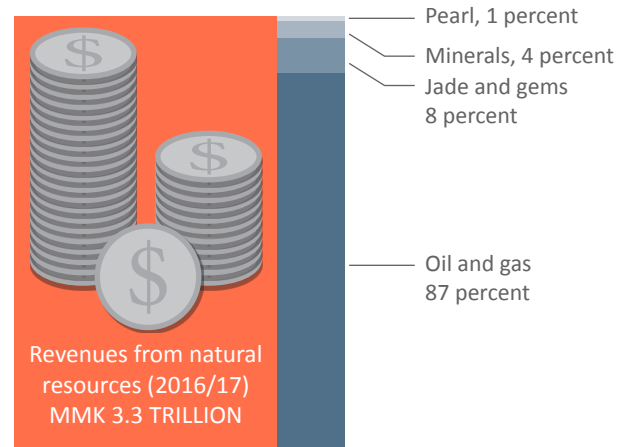 Pearl, 1 percent
Minerals, 4 percent
Jade and gems
8 percent
Oil and gas
87 percent
$
$
$
Revenues from natural
resources (2016/17)
MMK 3.3 TRILLION